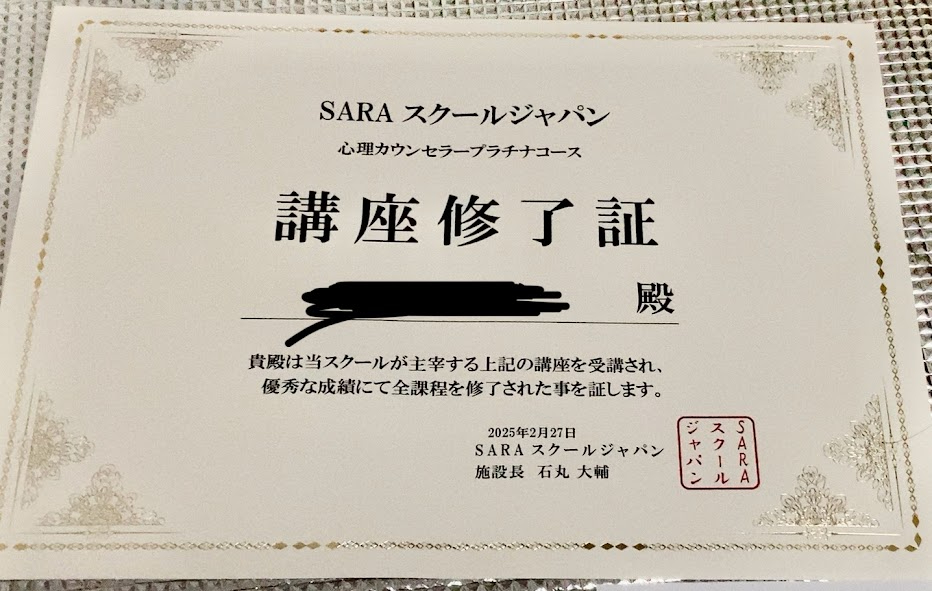 SARA スクールジャパン
心理カウンセラープラチナコース
講座修了証
殿
貴殿は当スクールが主宰する上記の講座を受講され、
優秀な成績にて全課程を修了された事を証します。
2025年2月27日
SARA スクールジャパン
施設長 石丸 大輔
SARA
スクール
ジャパン